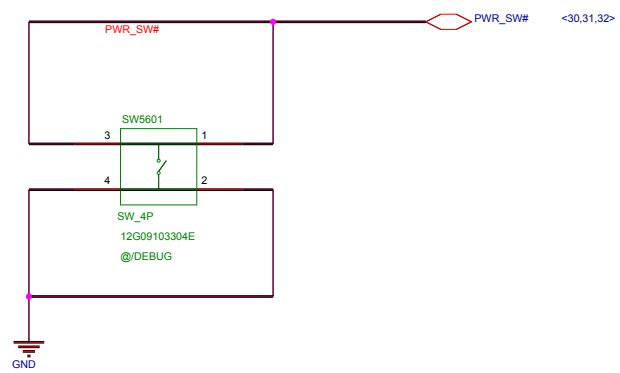 PWR_SW# <30,31,32>
PWR_SW#
SW5601
3 1
4 2
SW_4P
12G09103304E
@/DEBUG
GND